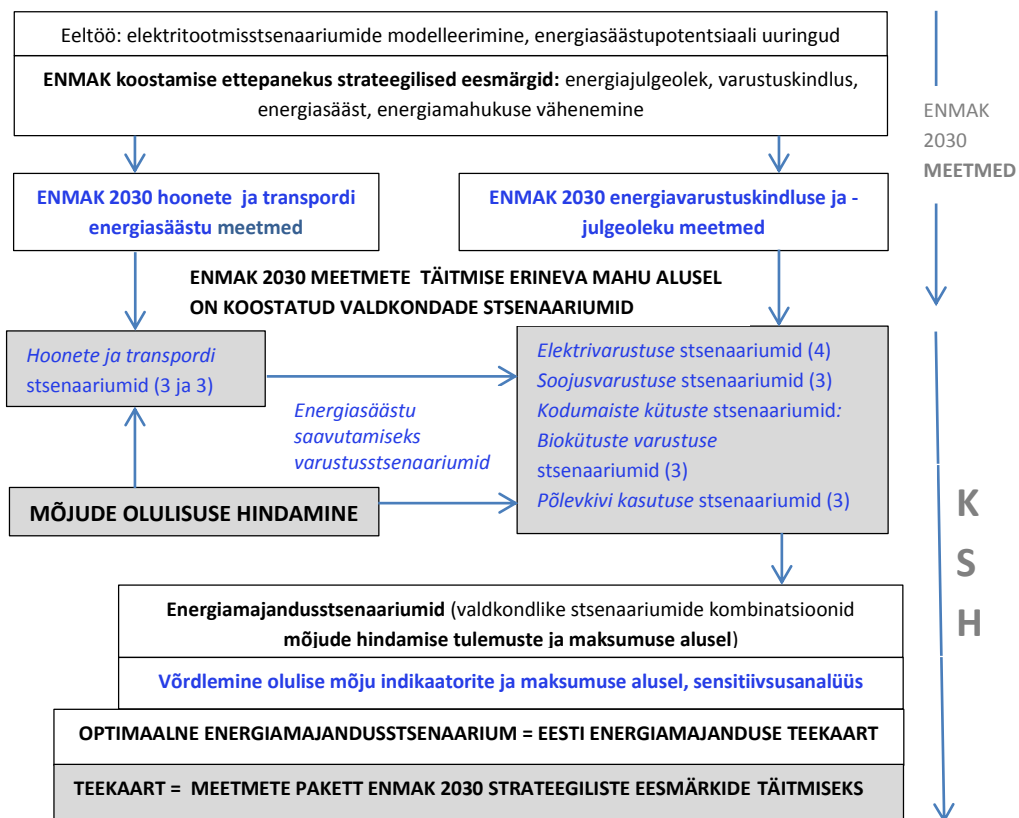 Eeltöö: elektritootmisstsenaariumide modelleerimine, energiasäästupotentsiaali uuringud
ENMAK koostamise ettepanekus strateegilised eesmärgid: energiajulgeolek, varustuskindlus,
energiasääst, energiamahukuse vähenemine
ENMAK
2030
MEETMED
ENMAK 2030 hoonete ja transpordi
energiasäästu meetmed
ENMAK 2030 energiavarustuskindluse ja -
julgeoleku meetmed
ENMAK 2030 MEETMETE TÄITMISE ERINEVA MAHU ALUSEL
ON KOOSTATUD VALDKONDADE STSENAARIUMID
Hoonete ja transpordi
stsenaariumid (3 ja 3)
Energiasäästu
saavutamiseks
varustusstsenaariumid
Elektrivarustuse stsenaariumid (4)
Soojusvarustuse stsenaariumid (3)
Kodumaiste kütuste stsenaariumid:
Biokütuste varustuse
stsenaariumid (3)
Põlevkivi kasutuse stsenaariumid (3)
MÕJUDE OLULISUSE HINDAMINE
K
S
H
Energiamajandusstsenaariumid (valdkondlike stsenaariumide kombinatsioonid
mõjude hindamise tulemuste ja maksumuse alusel)
Võrdlemine olulise mõju indikaatorite ja maksumuse alusel, sensitiivsusanalüüs
OPTIMAALNE ENERGIAMAJANDUSSTSENAARIUM = EESTI ENERGIAMAJANDUSE TEEKAART
TEEKAART = MEETMETE PAKETT ENMAK 2030 STRATEEGILISTE EESMÄRKIDE TÄITMISEKS